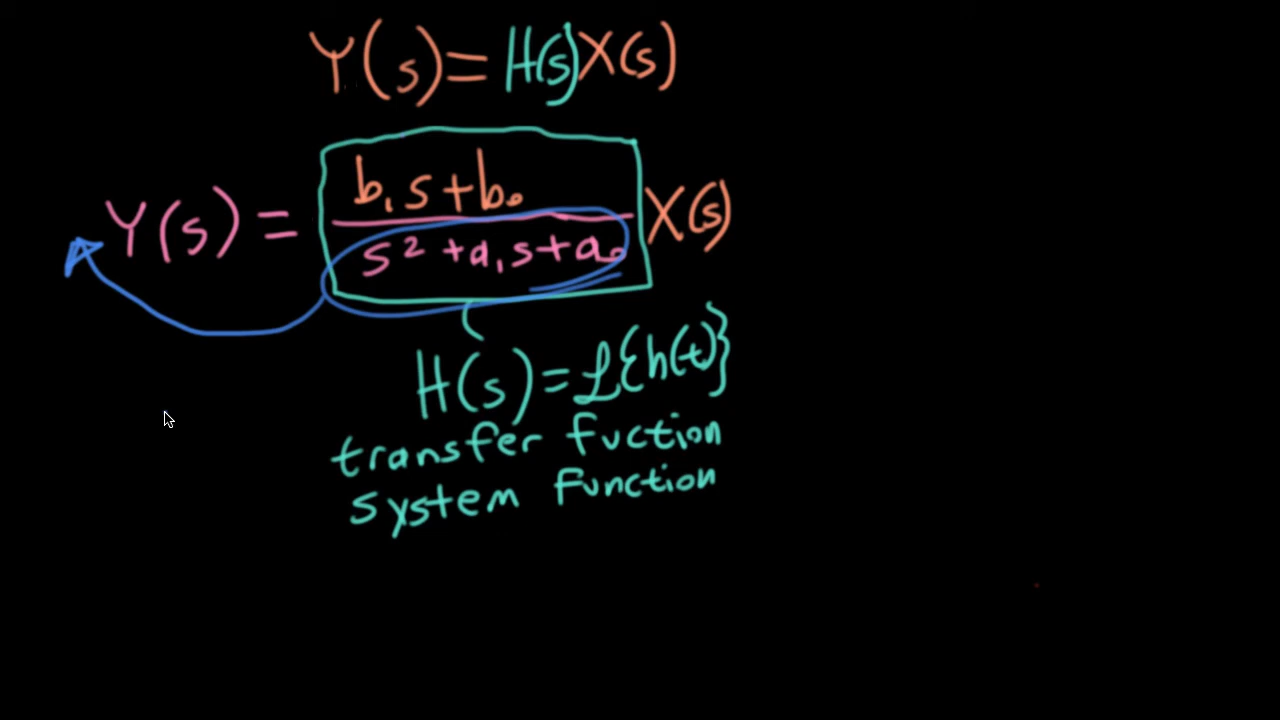 Y(s) = H(s)X(s)
Y(s) = (b₁s + b₀)/(s² + a₁s + a₀) X(s)
H(s) = ℒ{h(t)}
transfer fuction
system function